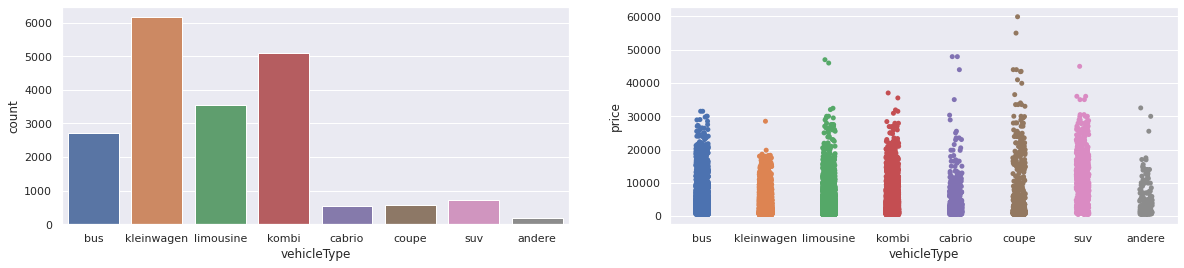 6000
5000
4000
3000
2000
1000
0
count
bus kleinwagen limousine kombi cabrio coupe suv andere
vehicleType
60000
50000
40000
30000
20000
10000
0
price
bus kleinwagen limousine kombi cabrio coupe suv andere
vehicleType